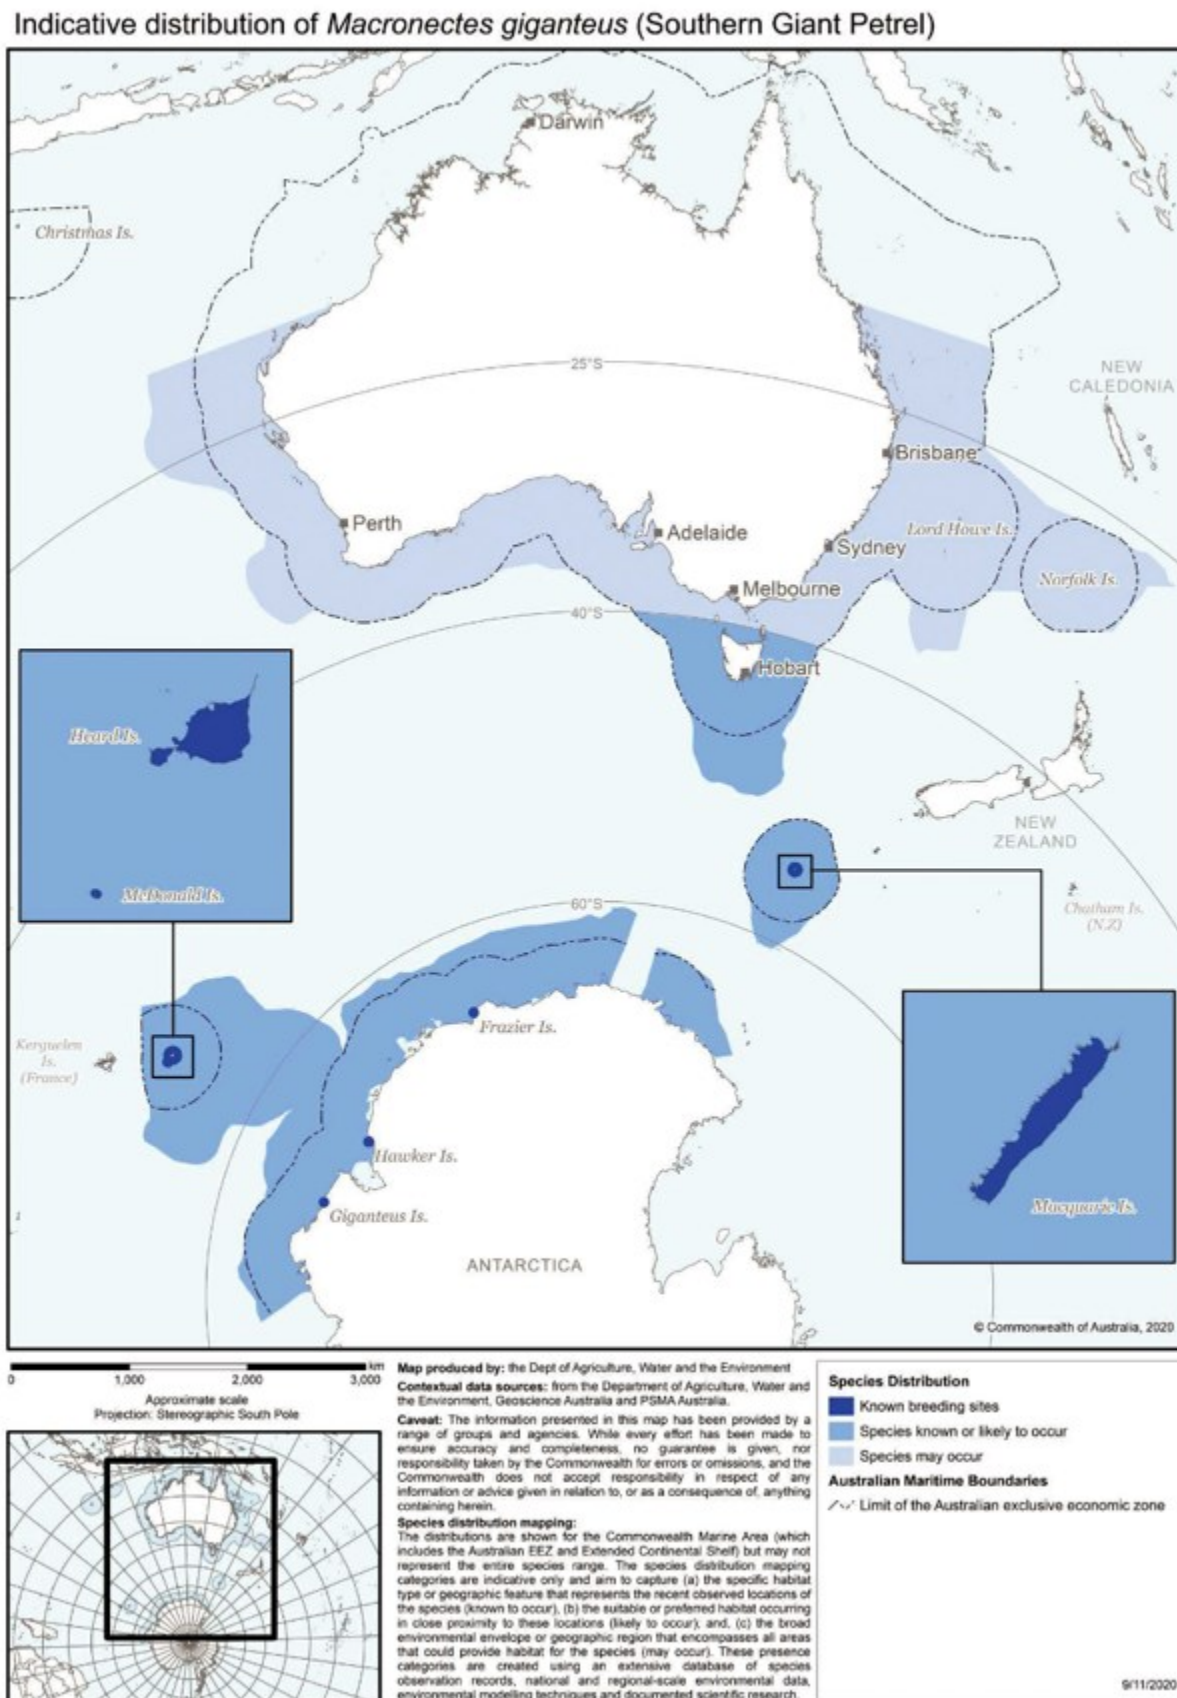 Indicative distribution of Macronectes giganteus (Southern Giant Petrel)
Darwin
Christmas Is.
25°S
NEW
CALEDONIA
Brisbane
Perth
Adelaide
Lord Howe Is.
Sydney
Norfolk Is.
Melbourne
40°S
Hobart
Heard Is.
McDonald Is.
NEW
ZEALAND
60°S
Chatham Is.
(N.Z)
Frazier Is.
Kerguelen
Is.
(France)
Hawker Is.
Giganteus Is.
Macquarie Is.
ANTARCTICA
© Commonwealth of Australia, 2020
km
0 1,000 2,000 3,000
Approximate scale
Projection: Stereographic South Pole
Map produced by: the Dept of Agriculture, Water and the Environment
Contextual data sources: from the Department of Agriculture, Water and
the Environment, Geoscience Australia and PSMA Australia.
Caveat: The information presented in this map has been provided by a
range of groups and agencies. While every effort has been made to
ensure accuracy and completeness, no guarantee is given, nor
responsibility taken by the Commonwealth for errors or omissions, and the
Commonwealth does not accept responsibility in respect of any
information or advice given in relation to, or as a consequence of, anything
containing herein.
Species distribution mapping:
The distributions are shown for the Commonwealth Marine Area (which
includes the Australian EEZ and Extended Continental Shelf) but may not
represent the entire species range. The species distribution mapping
categories are indicative only and aim to capture (a) the specific habitat
type or geographic feature that represents the recent observed locations of
the species (known to occur), (b) the suitable or preferred habitat occurring
in close proximity to these locations (likely to occur); and, (c) the broad
environmental envelope or geographic region that encompasses all areas
that could provide habitat for the species (may occur). These presence
categories are created using an extensive database of species
observation records, national and regional-scale environmental data,
environmental modelling techniques and documented scientific research.
Species Distribution
Known breeding sites
Species known or likely to occur
Species may occur
Australian Maritime Boundaries
Limit of the Australian exclusive economic zone
9/11/2020